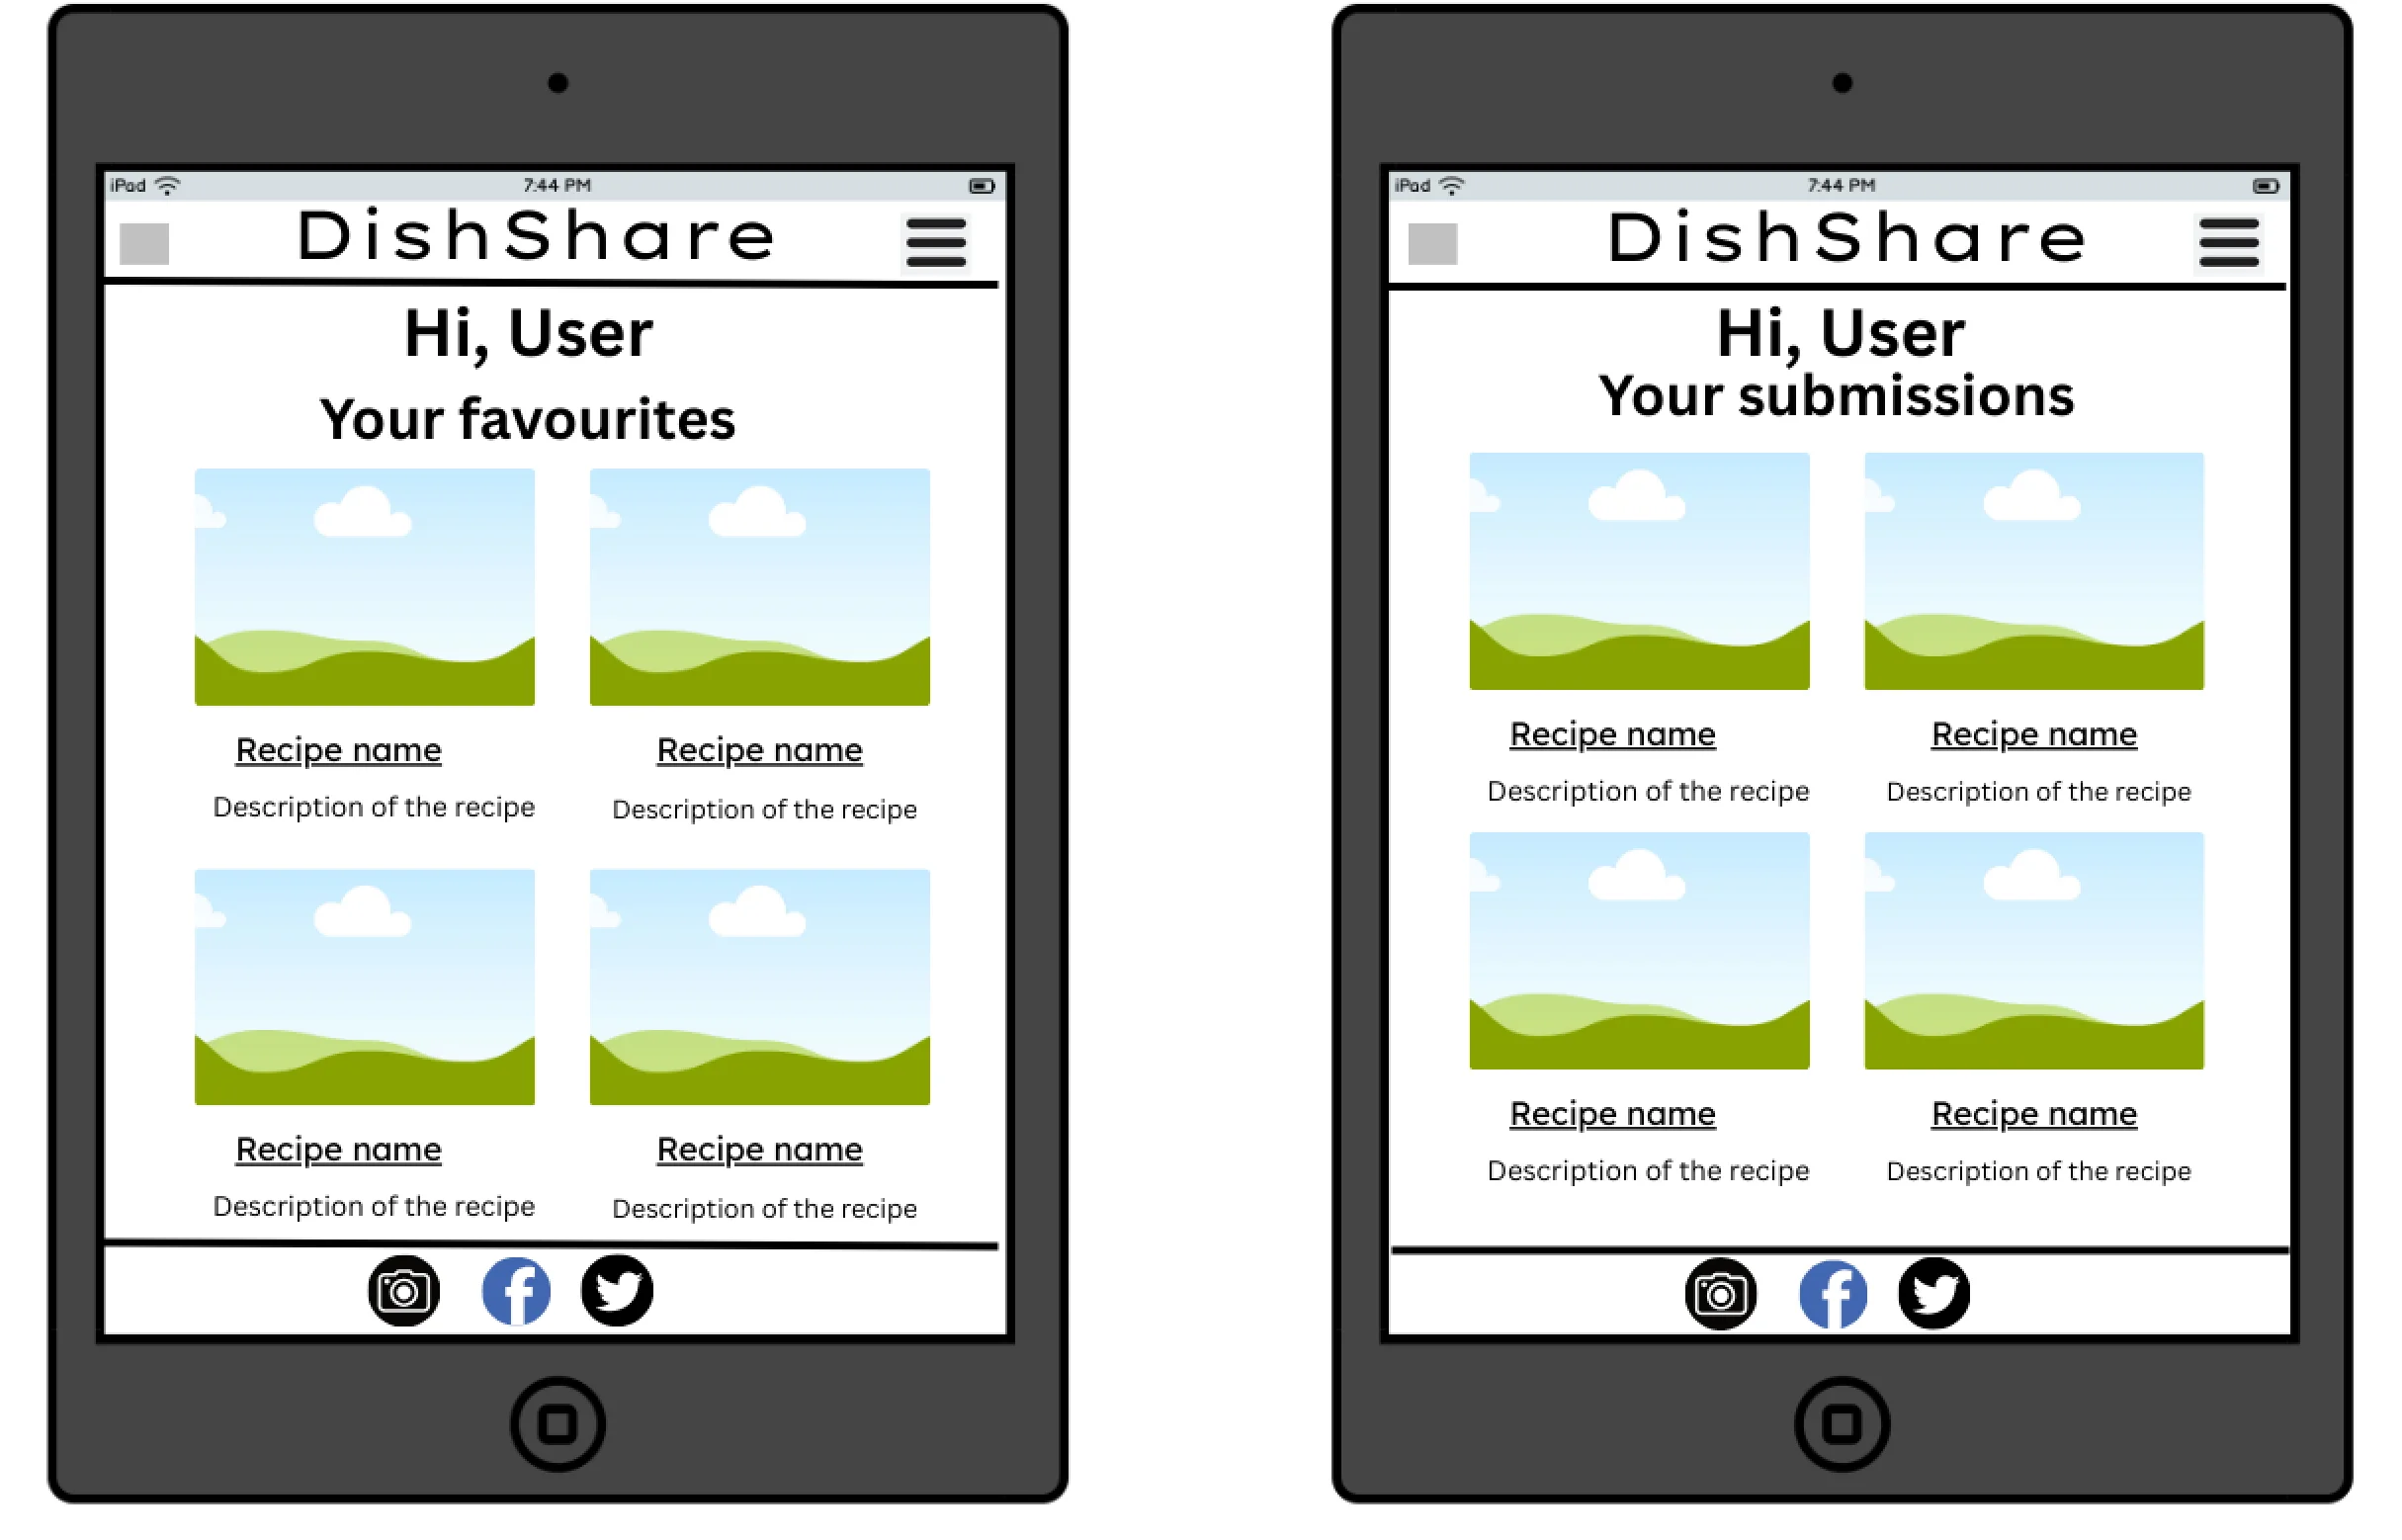 iPad 7:44 PM
DishShare
Hi, User
Your favourites
Recipe name Recipe name
Description of the recipe Description of the recipe
Recipe name Recipe name
Description of the recipe Description of the recipe
iPad 7:44 PM
DishShare
Hi, User
Your submissions
Recipe name Recipe name
Description of the recipe Description of the recipe
Recipe name Recipe name
Description of the recipe Description of the recipe